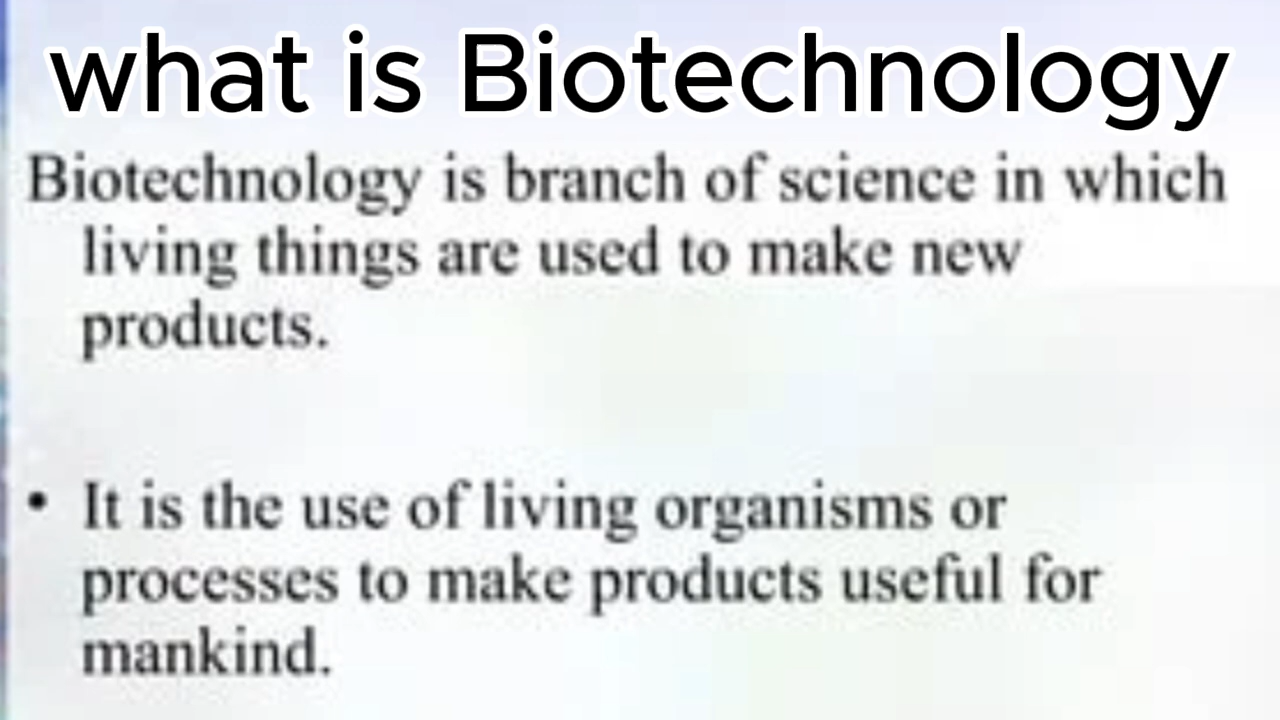 what is Biotechnology
Biotechnology is branch of science in which
living things are used to make new
products.
• It is the use of living organisms or
processes to make products useful for
mankind.